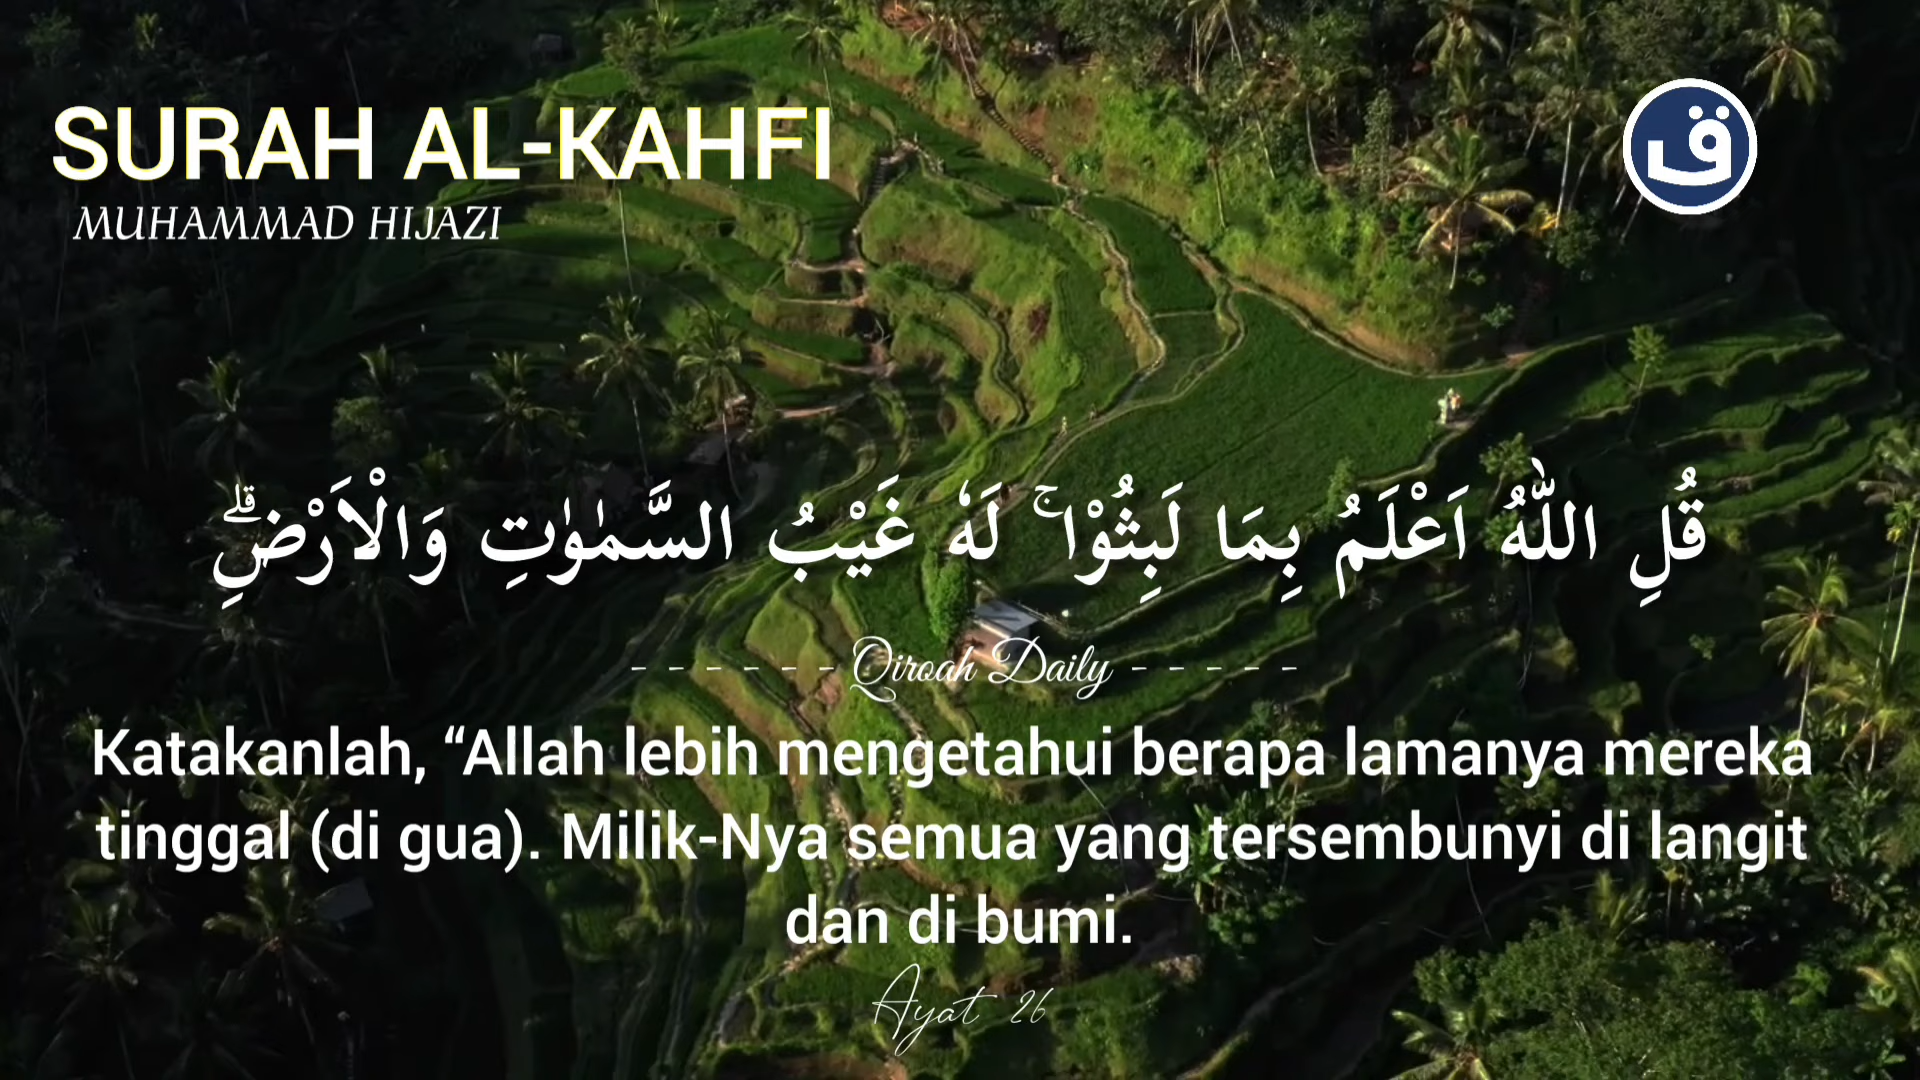 SURAH AL-KAHFI
MUHAMMAD HIJAZI
ق
قُلِ اللّٰهُ اَعْلَمُ بِمَا لَبِثُوْا ۚ لَهٗ غَيْبُ السَّمٰوٰتِ وَالْاَرْضِۗ
- - - - - - Qiroah Daily - - - - -
Katakanlah, “Allah lebih mengetahui berapa lamanya mereka
tinggal (di gua). Milik-Nya semua yang tersembunyi di langit
dan di bumi.
Ayat 26